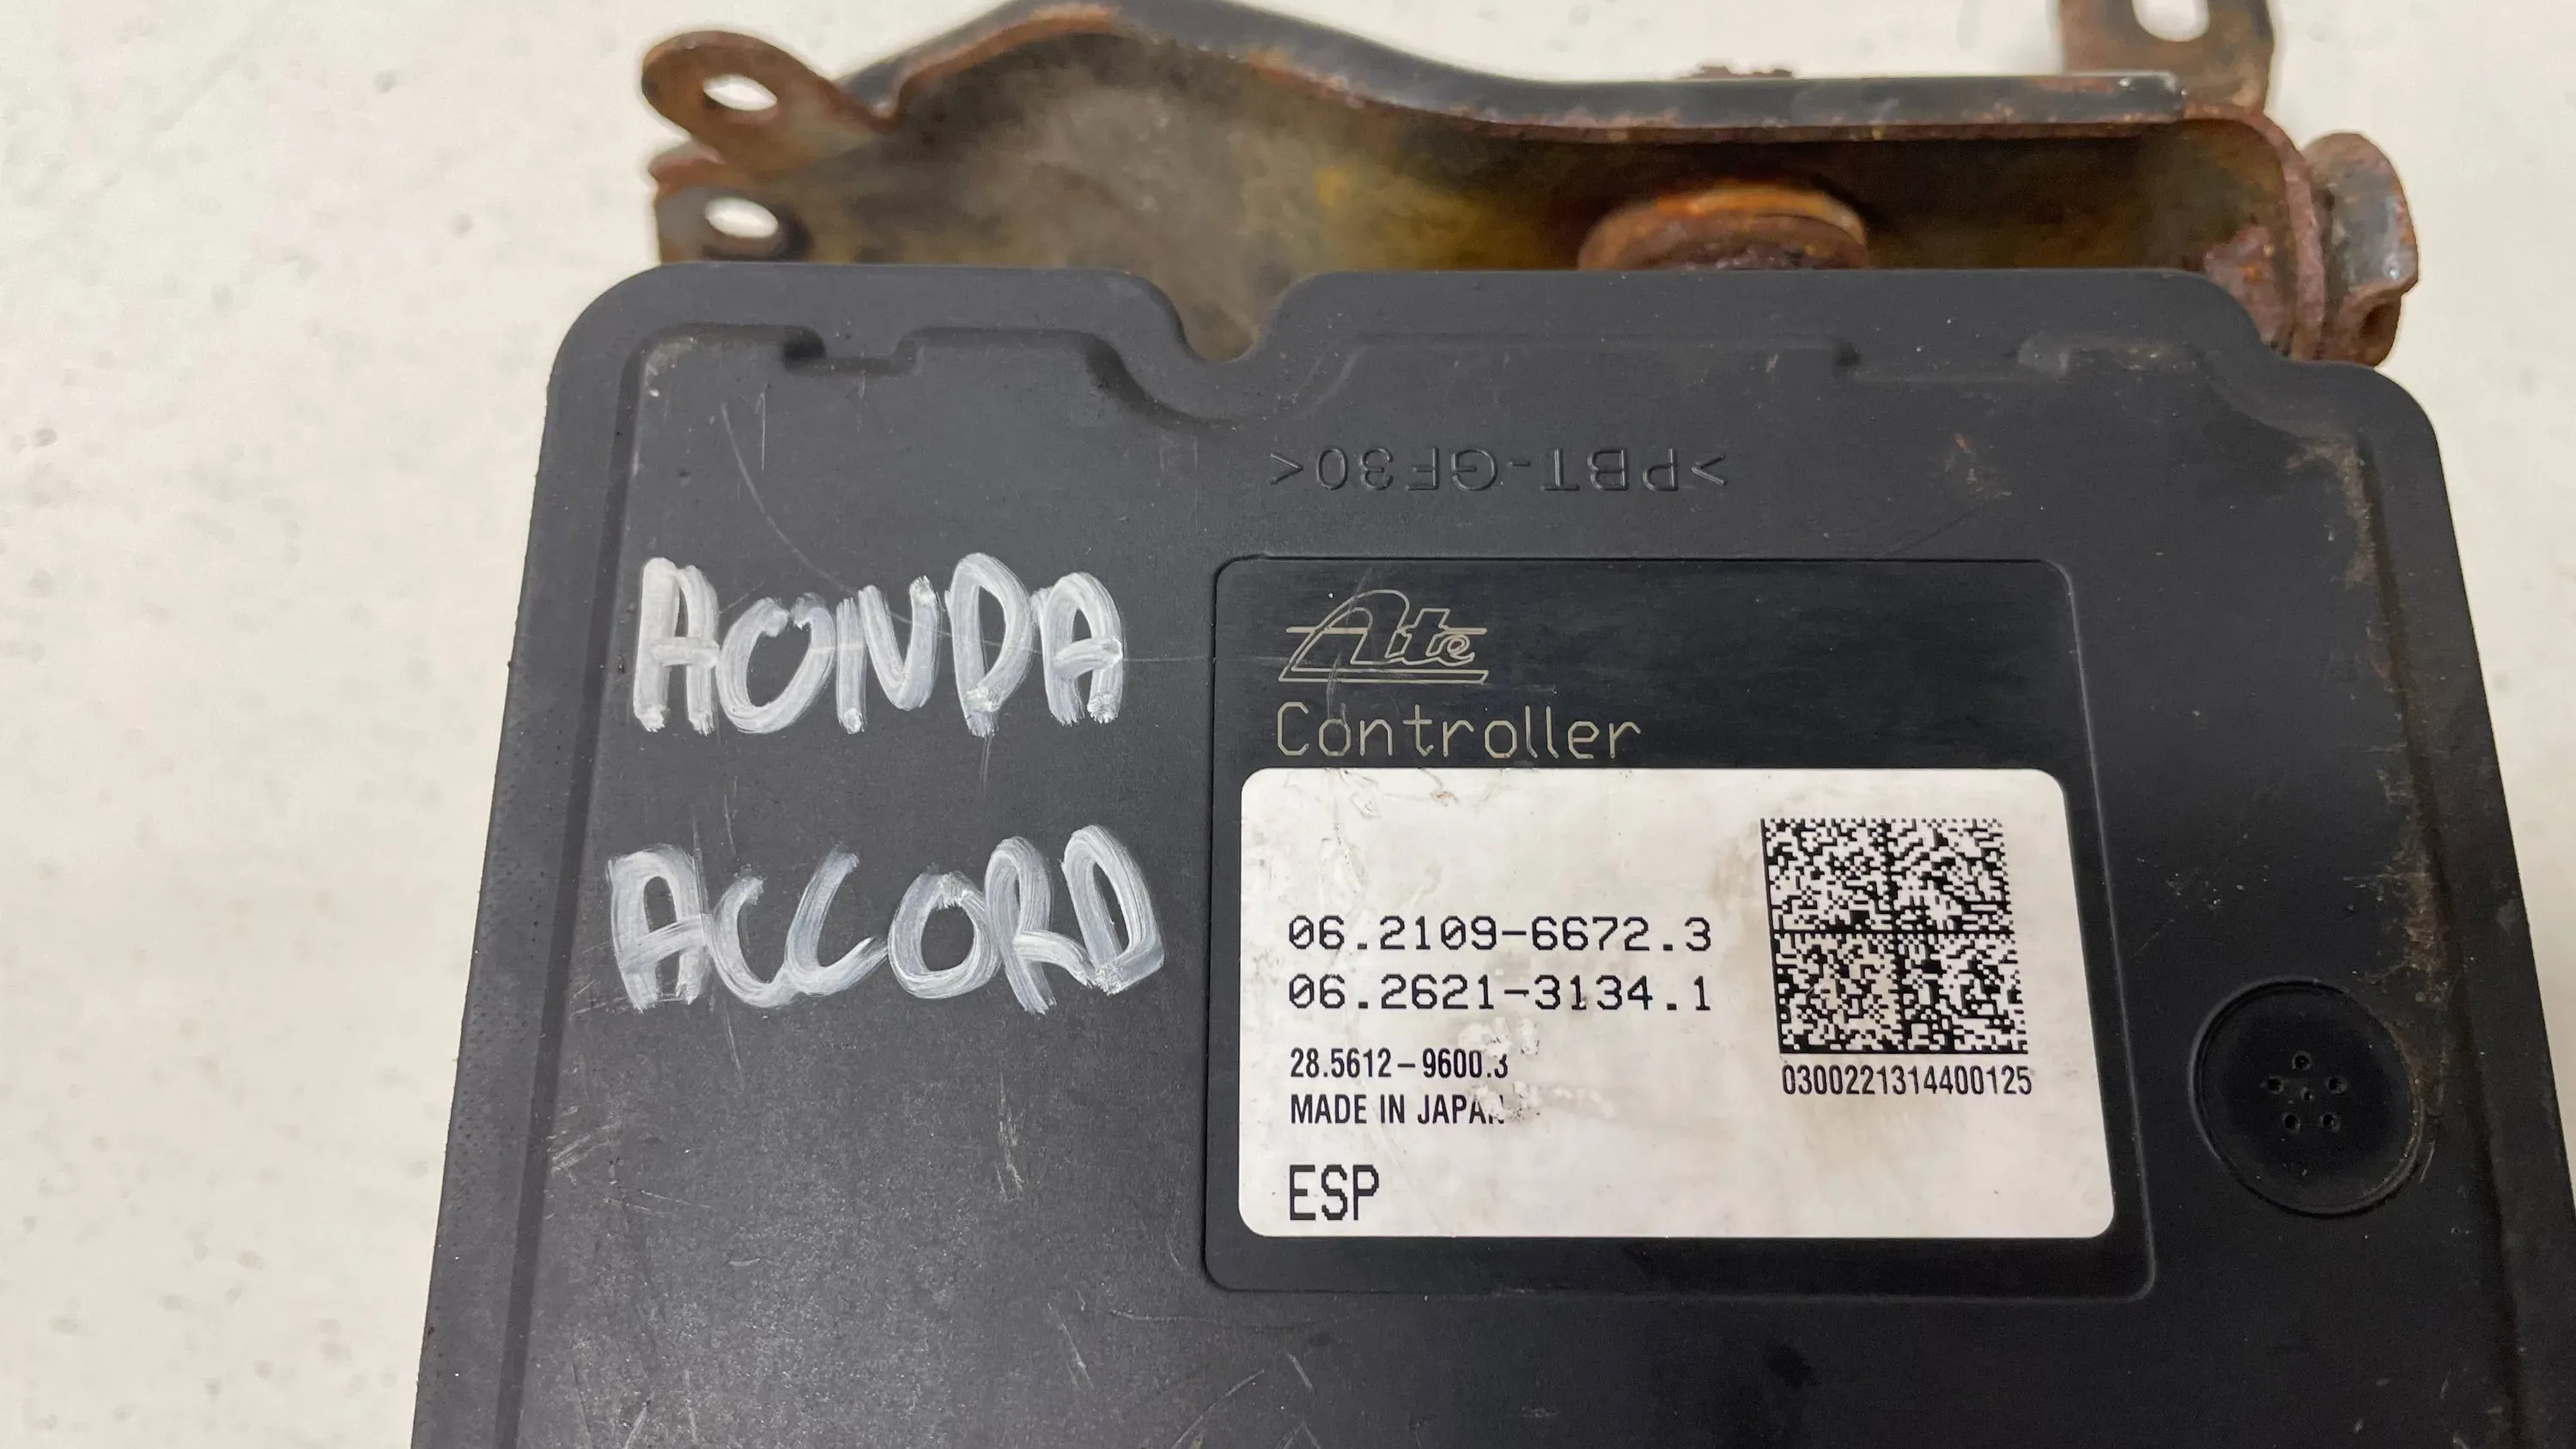 >PBT-GF30<
HONDA
ACCORD
Ate
Controller
06.2109-6672.3
06.2621-3134.1
28.5612-9600.3
MADE IN JAPAN
0300221314400125
ESP